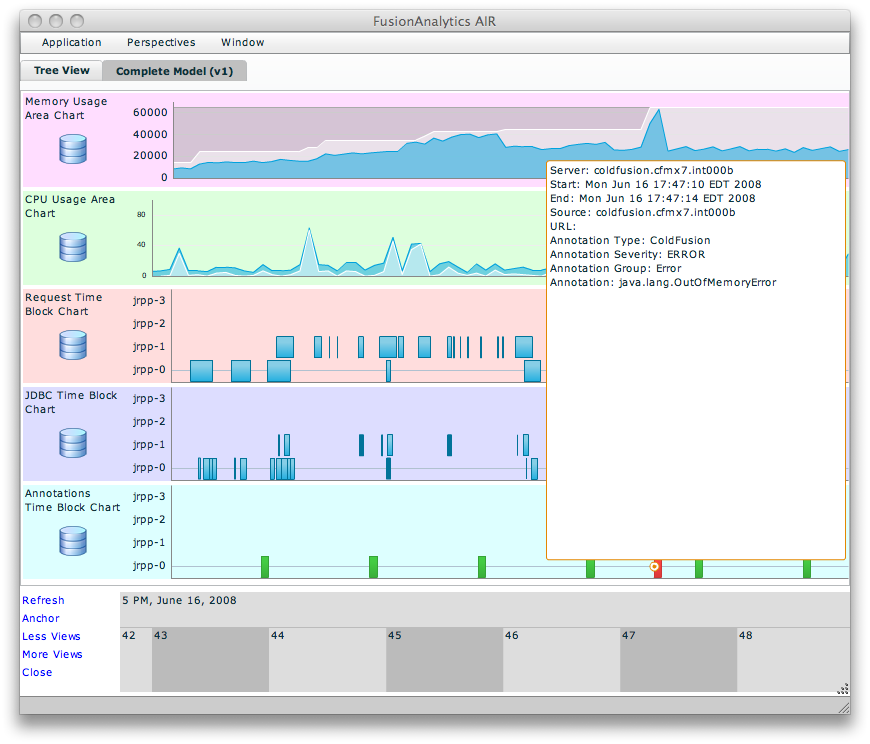 FusionAnalytics AIR
Application Perspectives Window
Tree View Complete Model (v1)
Memory Usage
Area Chart
60000
40000
20000
0
Server: coldfusion.cfmx7.int000b
Start: Mon Jun 16 17:47:10 EDT 2008
End: Mon Jun 16 17:47:14 EDT 2008
Source: coldfusion.cfmx7.int000b
URL:
Annotation Type: ColdFusion
Annotation Severity: ERROR
Annotation Group: Error
Annotation: java.lang.OutOfMemoryError
CPU Usage Area
Chart
80
40
0
Request Time
Block Chart
jrpp-3
jrpp-2
jrpp-1
jrpp-0
JDBC Time Block
Chart
jrpp-3
jrpp-2
jrpp-1
jrpp-0
Annotations
Time Block Chart
jrpp-3
jrpp-2
jrpp-1
jrpp-0
Refresh
Anchor
Less Views
More Views
Close
5 PM, June 16, 2008
42 43 44 45 46 47 48